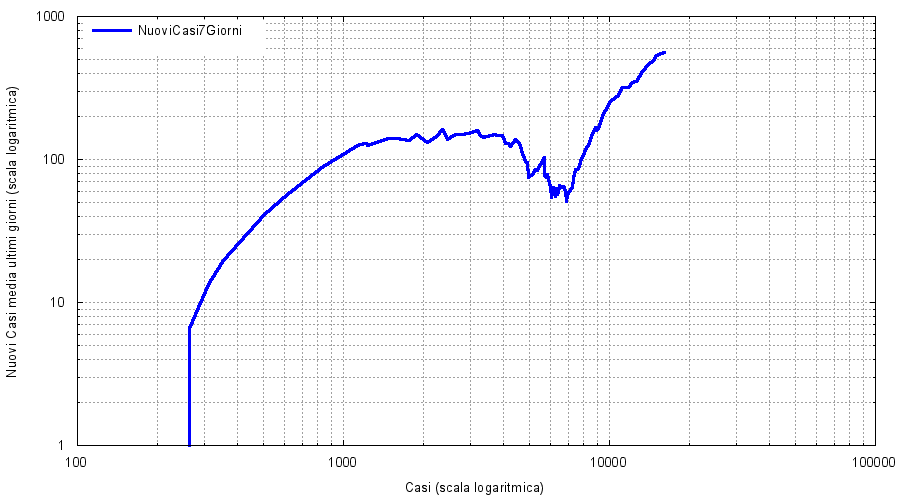 1000
NuoviCasi7Giorni
100
10
1
Nuovi Casi media ultimi giorni (scala logaritmica)
100 1000 10000 100000
Casi (scala logaritmica)